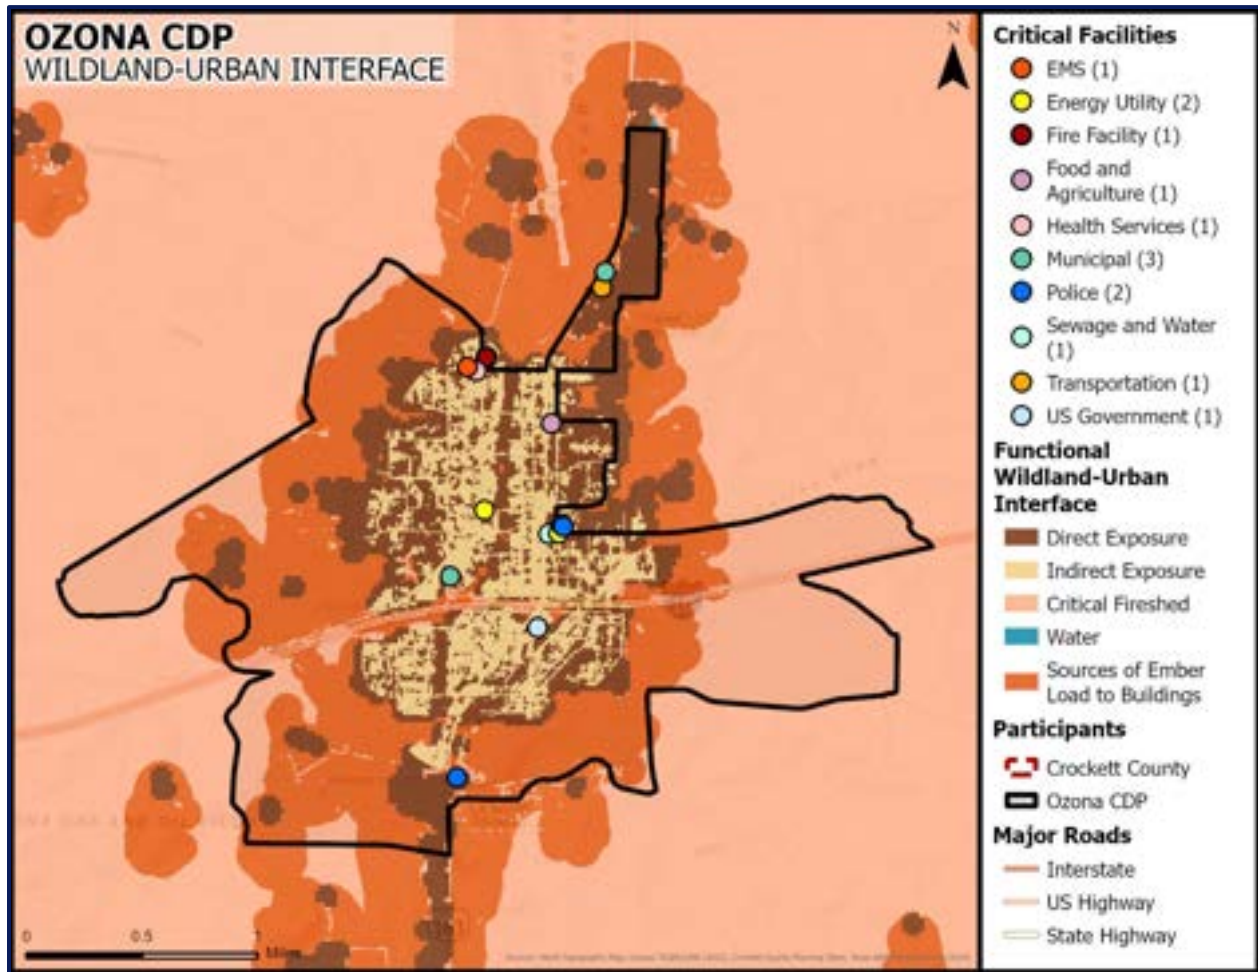 OZONA CDP
WILDLAND-URBAN INTERFACE
N
Critical Facilities
EMS (1)
Energy Utility (2)
Fire Facility (1)
Food and
Agriculture (1)
Health Services (1)
Municipal (3)
Police (2)
Sewage and Water
(1)
Transportation (1)
US Government (1)
Functional
Wildland-Urban
Interface
Direct Exposure
Indirect Exposure
Critical Fireshed
Water
Sources of Ember
Load to Buildings
Participants
Crockett County
Ozona CDP
Major Roads
Interstate
US Highway
State Highway
0 0.5 1
Miles